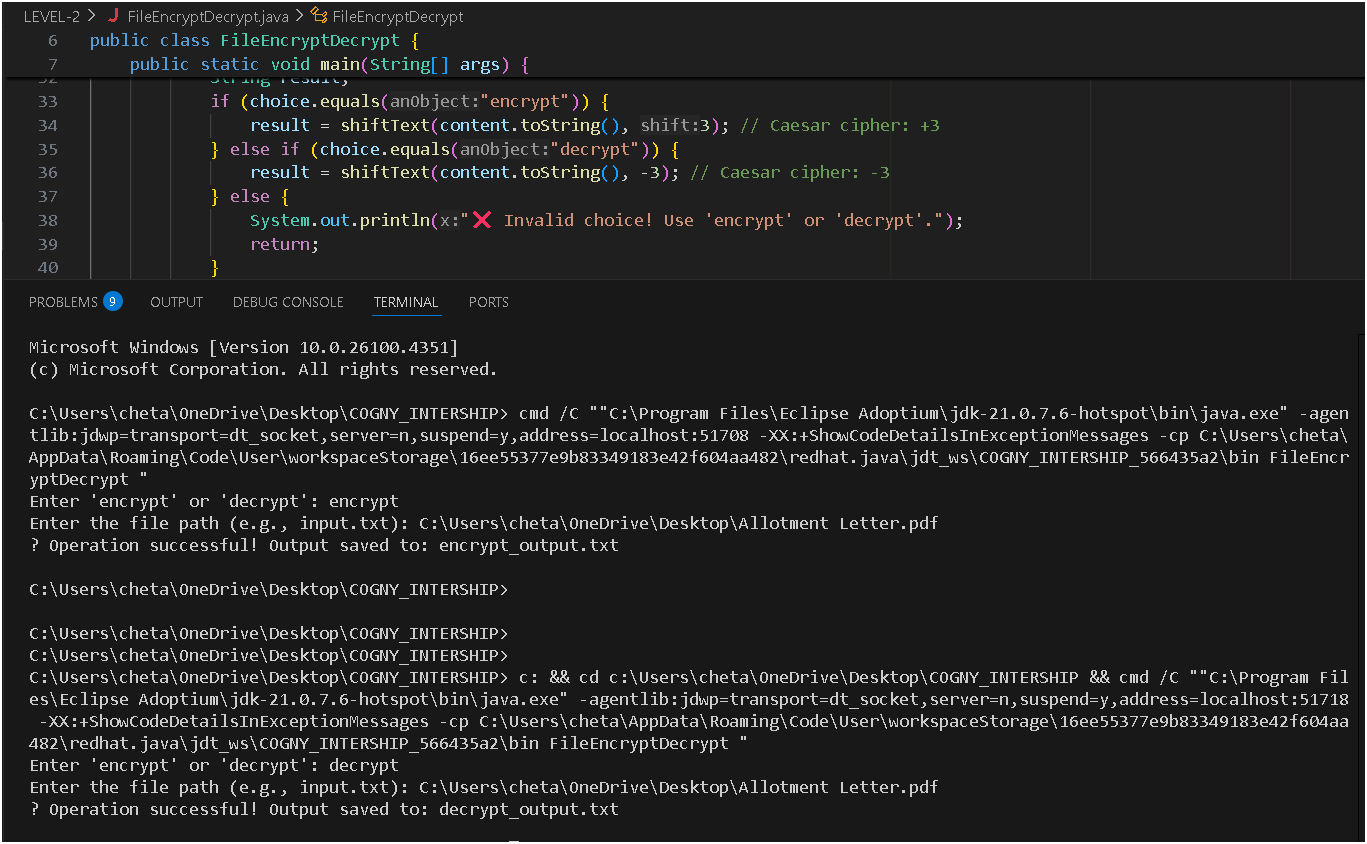 LEVEL-2 > J FileEncryptDecrypt.java > FileEncryptDecrypt
6 public class FileEncryptDecrypt {
7 public static void main(String[] args) {
32 String result;
33 if (choice.equals(anObject:"encrypt")) {
34 result = shiftText(content.toString(), shift:3); // Caesar cipher: +3
35 } else if (choice.equals(anObject:"decrypt")) {
36 result = shiftText(content.toString(), -3); // Caesar cipher: -3
37 } else {
38 System.out.println(x:"❌ Invalid choice! Use 'encrypt' or 'decrypt'.");
39 return;
40 }
PROBLEMS 9 OUTPUT DEBUG CONSOLE TERMINAL PORTS
Microsoft Windows [Version 10.0.26100.4351]
(c) Microsoft Corporation. All rights reserved.
C:\Users\cheta\OneDrive\Desktop\COGNY_INTERSHIP> cmd /C ""C:\Program Files\Eclipse Adoptium\jdk-21.0.7.6-hotspot\bin\java.exe" -agen
tlib:jdwp=transport=dt_socket,server=n,suspend=y,address=localhost:51708 -XX:+ShowCodeDetailsInExceptionMessages -cp C:\Users\cheta\
AppData\Roaming\Code\User\workspaceStorage\16ee55377e9b83349183e42f604aa482\redhat.java\jdt_ws\COGNY_INTERSHIP_566435a2\bin FileEncr
yptDecrypt "
Enter 'encrypt' or 'decrypt': encrypt
Enter the file path (e.g., input.txt): C:\Users\cheta\OneDrive\Desktop\Allotment Letter.pdf
? Operation successful! Output saved to: encrypt_output.txt
C:\Users\cheta\OneDrive\Desktop\COGNY_INTERSHIP>
C:\Users\cheta\OneDrive\Desktop\COGNY_INTERSHIP>
C:\Users\cheta\OneDrive\Desktop\COGNY_INTERSHIP>
C:\Users\cheta\OneDrive\Desktop\COGNY_INTERSHIP> c: && cd c:\Users\cheta\OneDrive\Desktop\COGNY_INTERSHIP && cmd /C ""C:\Program Fil
es\Eclipse Adoptium\jdk-21.0.7.6-hotspot\bin\java.exe" -agentlib:jdwp=transport=dt_socket,server=n,suspend=y,address=localhost:51718
-XX:+ShowCodeDetailsInExceptionMessages -cp C:\Users\cheta\AppData\Roaming\Code\User\workspaceStorage\16ee55377e9b83349183e42f604aa
482\redhat.java\jdt_ws\COGNY_INTERSHIP_566435a2\bin FileEncryptDecrypt "
Enter 'encrypt' or 'decrypt': decrypt
Enter the file path (e.g., input.txt): C:\Users\cheta\OneDrive\Desktop\Allotment Letter.pdf
? Operation successful! Output saved to: decrypt_output.txt